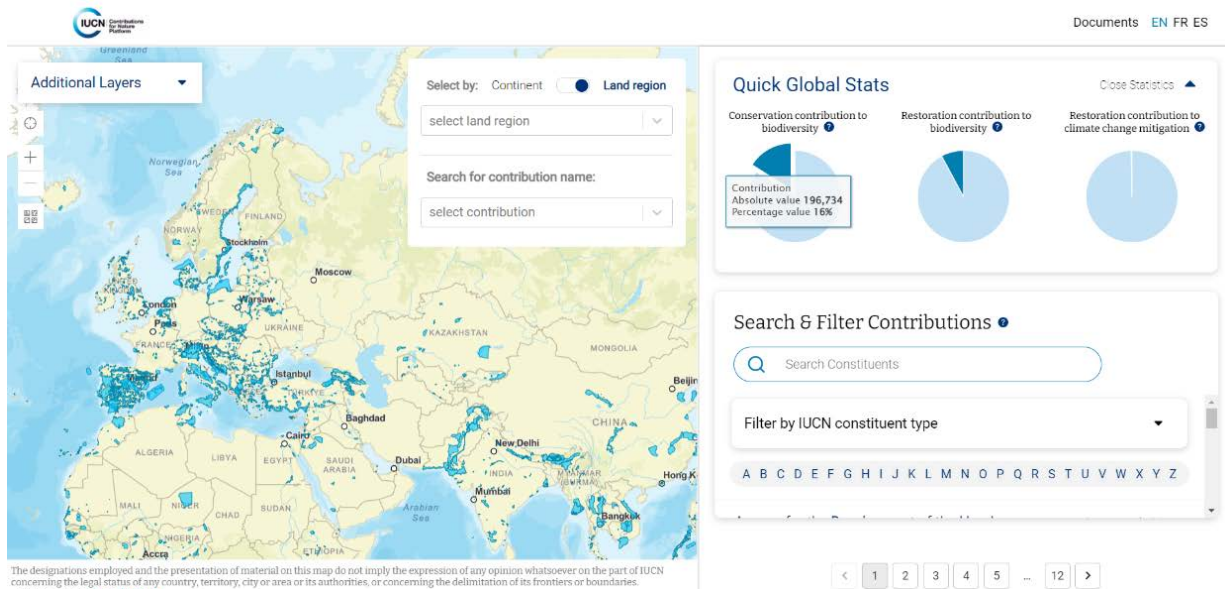 IUCN Contributions for Nature Platform
Documents EN FR ES
Greenland
Sea
Additional Layers
Select by: Continent Land region
select land region
Search for contribution name:
select contribution
Norwegian
Sea
SWEDEN
FINLAND
NORWAY
Stockholm
Moscow
London
Warsaw
Paris
UKRAINE
KAZAKHSTAN
FRANCE
Milan
MONGOLIA
Istanbul
Madrid
TÜRKIYE
Beijin
Baghdad
CHINA
Cairo
New Delhi
ALGERIA
LIBYA
EGYPT
SAUDI
ARABIA
Dubai
INDIA
MYANMAR
(BURMA)
Hong K
Mumbai
MALI
NIGER
CHAD
SUDAN
Arabian
Sea
Bangkok
NIGERIA
Accra
ETHIOPIA
The designations employed and the presentation of material on this map do not imply the expression of any opinion whatsoever on the part of IUCN
concerning the legal status of any country, territory, city or area or its authorities, or concerning the delimitation of its frontiers or boundaries.
Quick Global Stats
Close Statistics
Conservation contribution to
biodiversity ?
Restoration contribution to
biodiversity ?
Restoration contribution to
climate change mitigation ?
Contribution
Absolute value 196,734
Percentage value 16%
Search & Filter Contributions ?
Search Constituents
Filter by IUCN constituent type
A B C D E F G H I J K L M N O P Q R S T U V W X Y Z
< 1 2 3 4 5 … 12 >